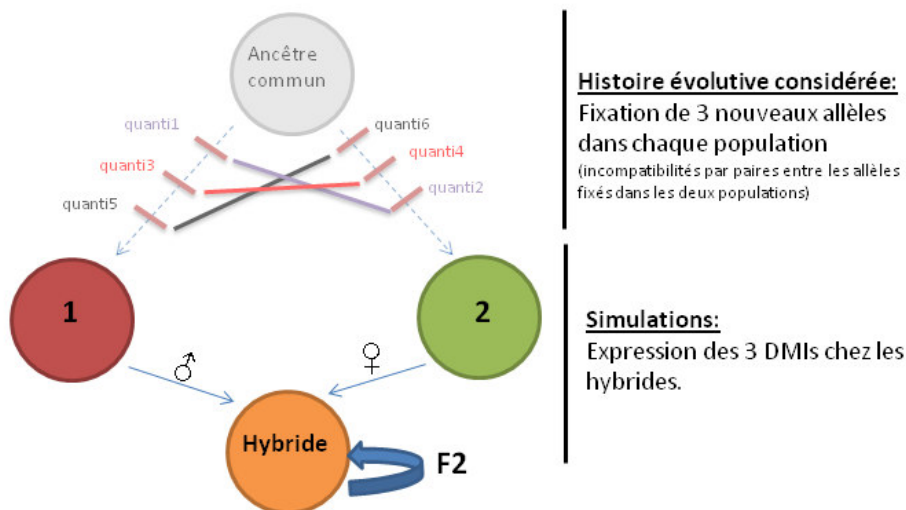 Ancêtre
commun
quanti1
quanti6
quanti3
quanti4
quanti5
quanti2
1
2
♂
♀
Hybride
F2
Histoire évolutive considérée:
Fixation de 3 nouveaux allèles
dans chaque population
(incompatibilités par paires entre les allèles
fixés dans les deux populations)
Simulations:
Expression des 3 DMIs chez les
hybrides.